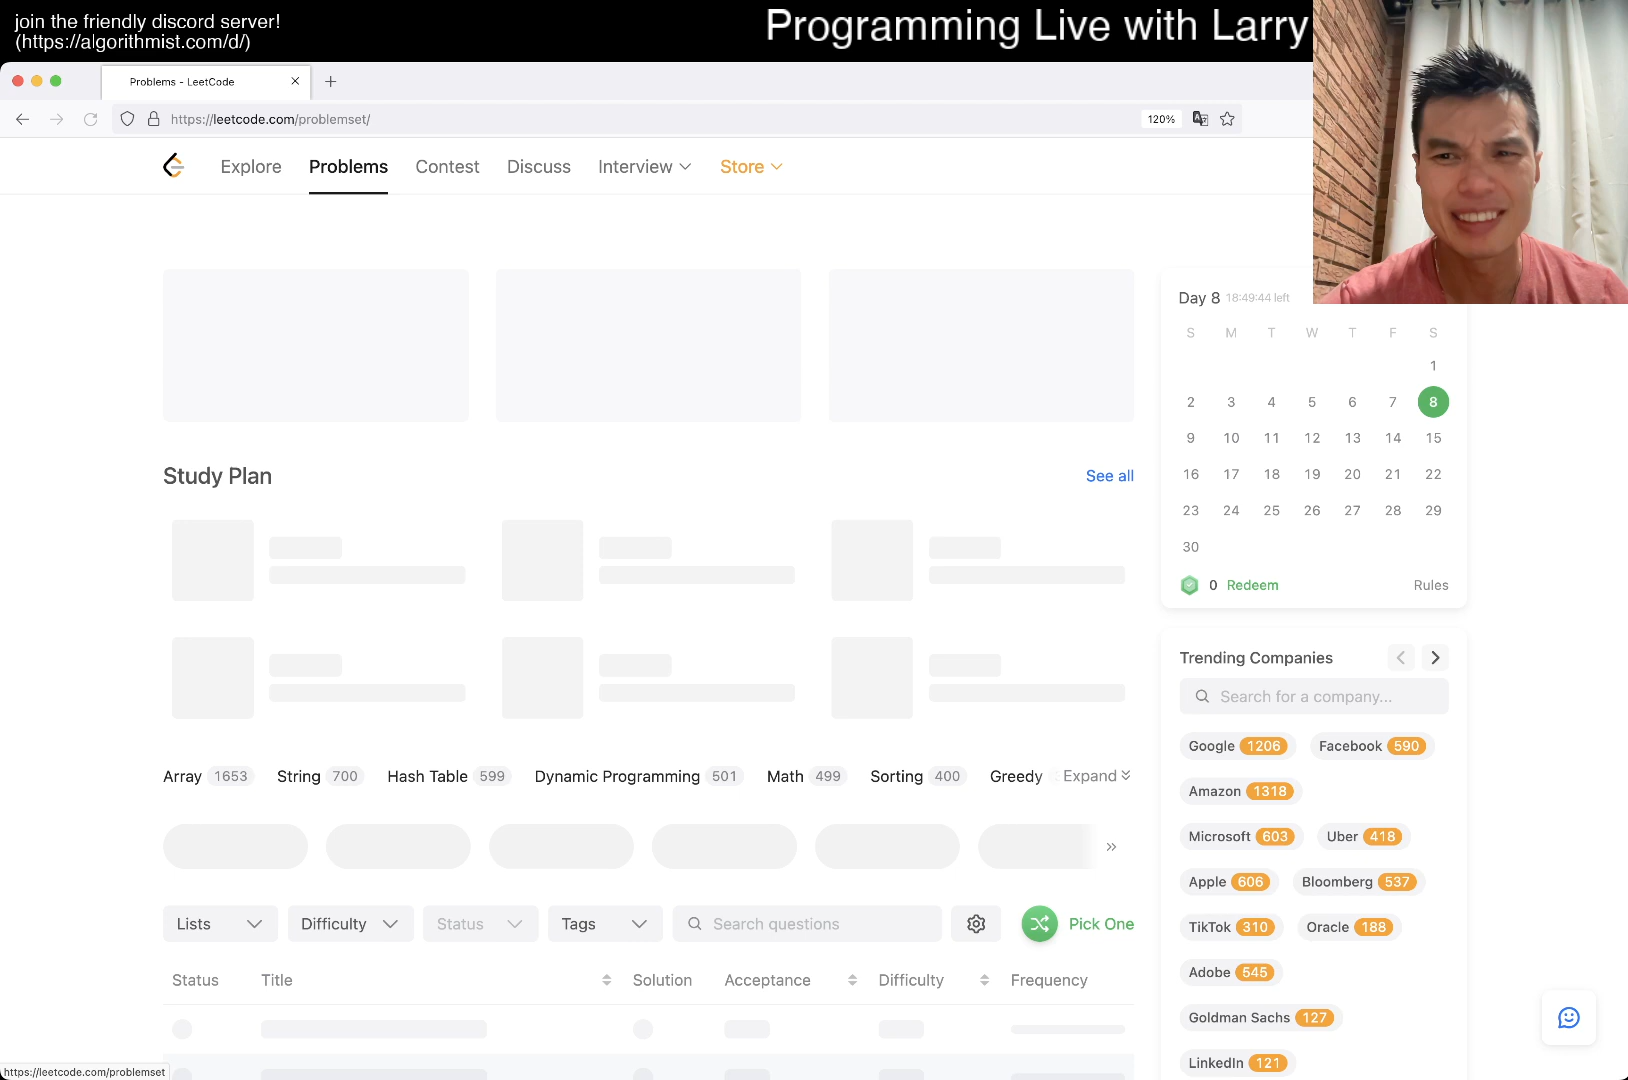 join the friendly discord server!
(https://algorithmist.com/d/)
Programming Live with Larry
Problems - LeetCode
https://leetcode.com/problemset/
120%
Explore Problems Contest Discuss Interview Store
Day 8 18:49:44 left
S M T W T F S
1
2 3 4 5 6 7 8
9 10 11 12 13 14 15
16 17 18 19 20 21 22
23 24 25 26 27 28 29
30
0 Redeem Rules
Study Plan See all
Trending Companies
Search for a company...
Google 1206 Facebook 590
Amazon 1318
Microsoft 603 Uber 418
Apple 606 Bloomberg 537
TikTok 310 Oracle 188
Adobe 545
Goldman Sachs 127
LinkedIn 121
Array 1653 String 700 Hash Table 599 Dynamic Programming 501 Math 499 Sorting 400 Greedy Expand
Lists Difficulty Status Tags Search questions Pick One
Status Title Solution Acceptance Difficulty Frequency
https://leetcode.com/problemset